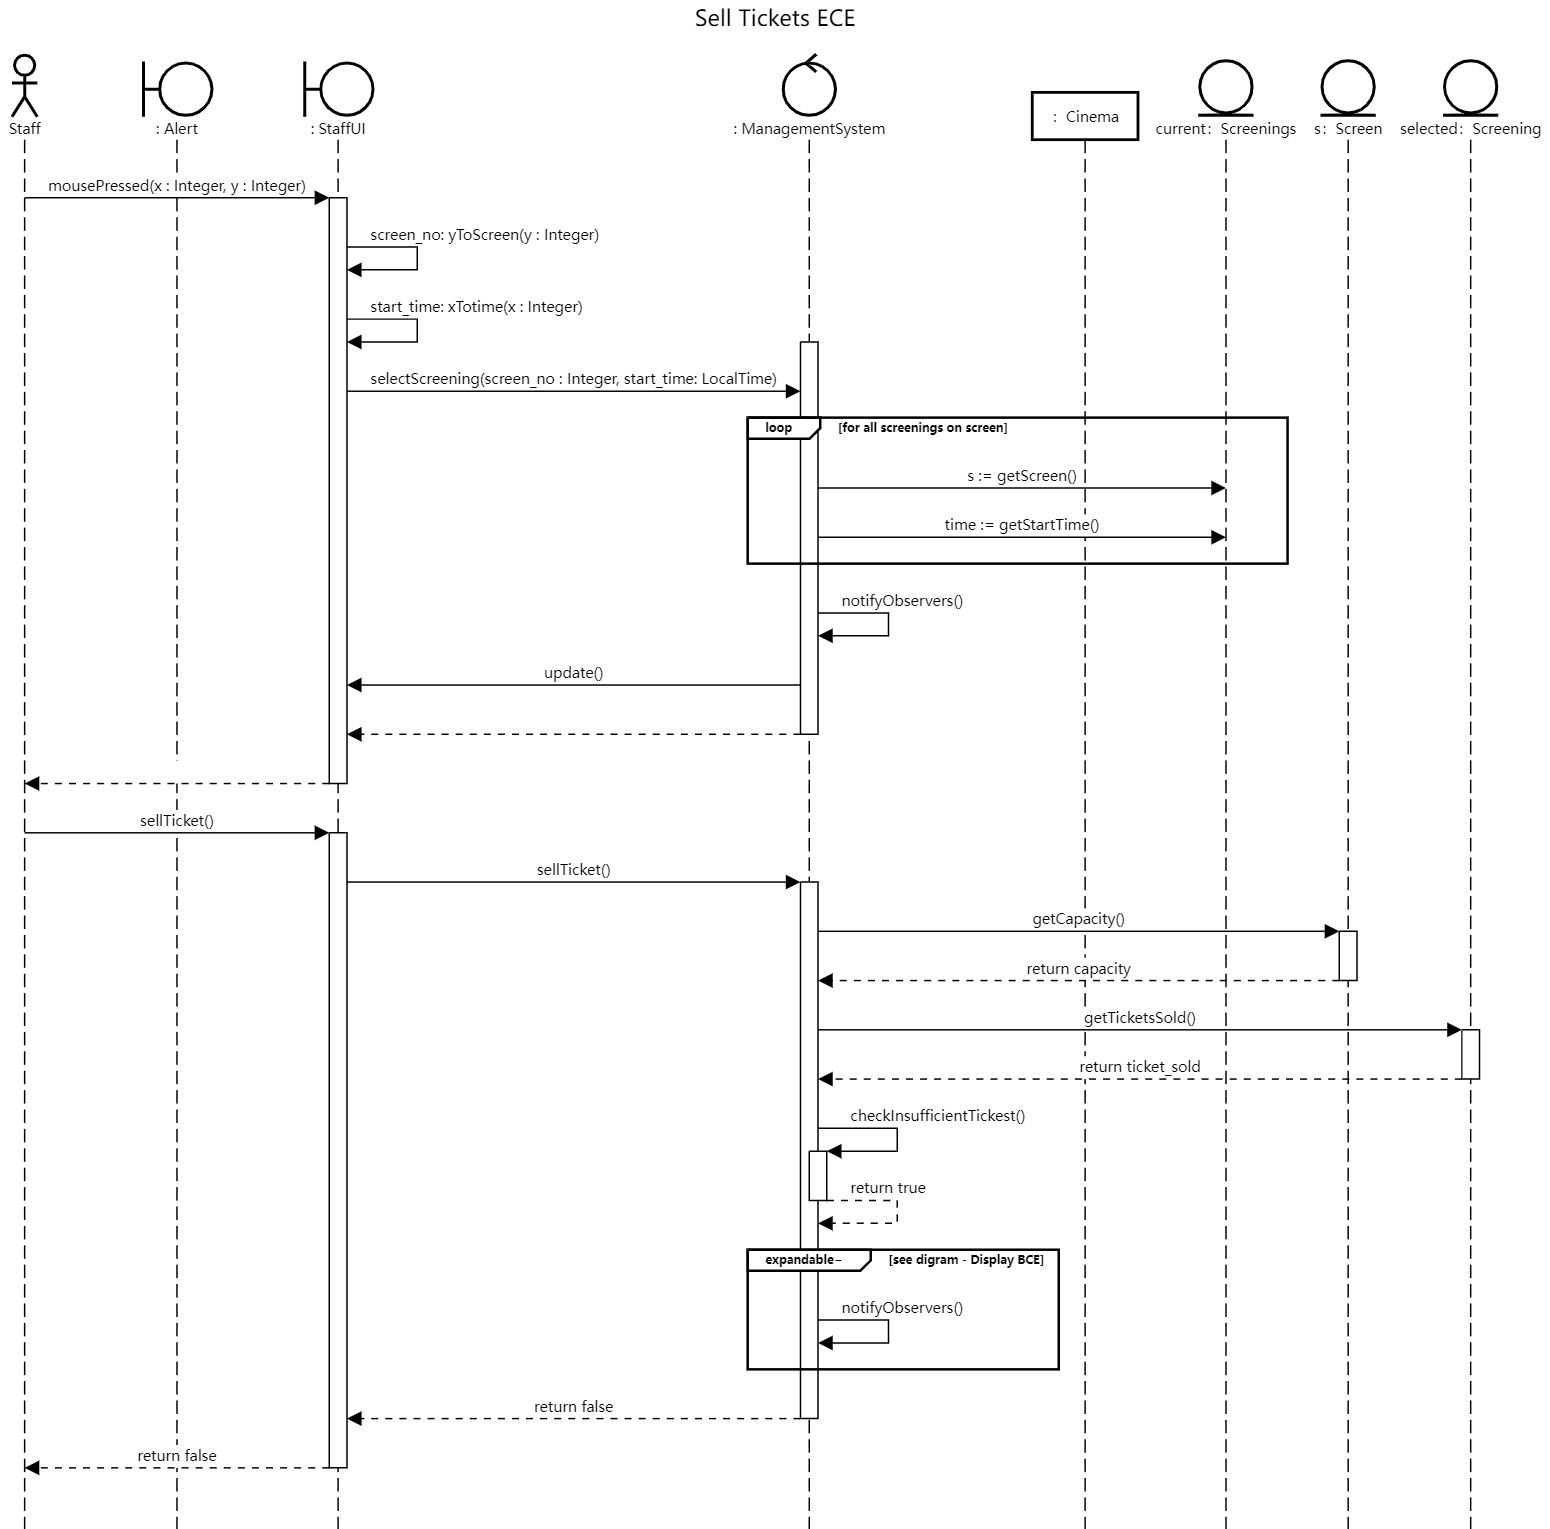 Sell Tickets ECE
Staff
: Alert
: StaffUI
: ManagementSystem
: Cinema
current: Screenings
s: Screen
selected: Screening
mousePressed(x : Integer, y : Integer)
screen_no: yToScreen(y : Integer)
start_time: xTotime(x : Integer)
selectScreening(screen_no : Integer, start_time: LocalTime)
loop [for all screenings on screen]
s := getScreen()
time := getStartTime()
notifyObservers()
update()
sellTicket()
sellTicket()
getCapacity()
return capacity
getTicketsSold()
return ticket_sold
checkInsufficientTickest()
return true
expandable- [see digram - Display BCE]
notifyObservers()
return false
return false